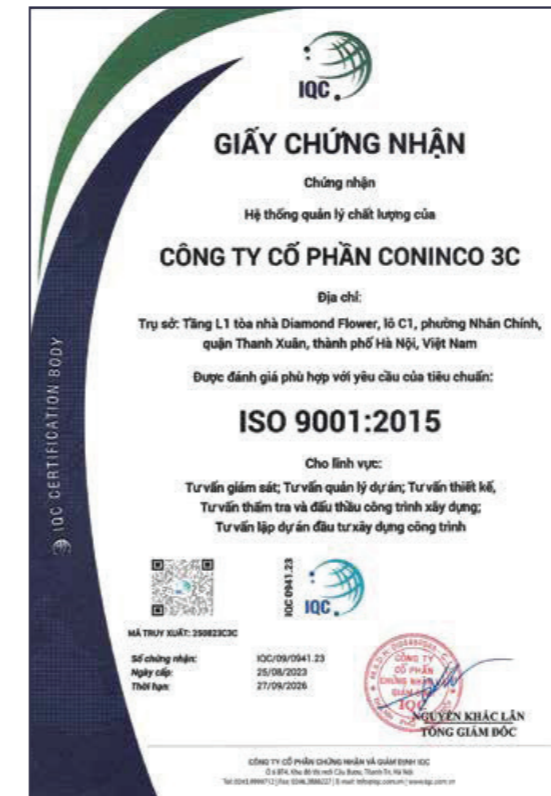 IQC
GIẤY CHỨNG NHẬN
Chứng nhận
Hệ thống quản lý chất lượng của
CÔNG TY CỔ PHẦN CONINCO 3C
Địa chỉ:
Trụ sở: Tầng L1 tòa nhà Diamond Flower, lô C1, phường Nhân Chính,
quận Thanh Xuân, thành phố Hà Nội, Việt Nam
Được đánh giá phù hợp với yêu cầu của tiêu chuẩn:
ISO 9001:2015
Cho lĩnh vực:
Tư vấn giám sát; Tư vấn quản lý dự án; Tư vấn thiết kế,
Tư vấn thẩm tra và đấu thầu công trình xây dựng;
Tư vấn lập dự án đầu tư xây dựng công trình
IQC CERTIFICATION BODY
IQC 0941.23
IQC
MÃ TRUY XUẤT: 250823C3C
Số chứng nhận: IQC/09/0941.23
Ngày cấp: 25/08/2023
Thời hạn: 27/09/2026
CÔNG TY
CỔ PHẦN
CHỨNG NHẬN
GIÁM
IQC
NGUYỄN KHẮC LÂN
TỔNG GIÁM ĐỐC
CÔNG TY CỔ PHẦN CHỨNG NHẬN VÀ GIÁM ĐỊNH IQC